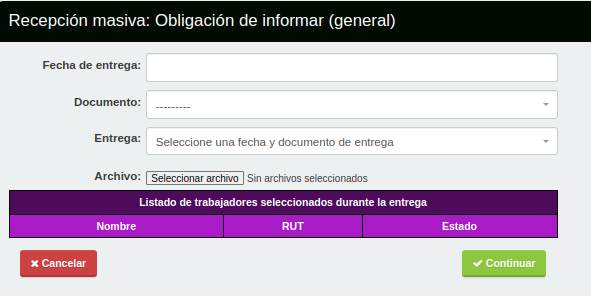 Recepción masiva: Obligación de informar (general)
Fecha de entrega:
Documento: ---------
Entrega: Seleccione una fecha y documento de entrega
Archivo: Seleccionar archivo Sin archivos seleccionados
Listado de trabajadores seleccionados durante la entrega
Nombre RUT Estado
Cancelar Continuar